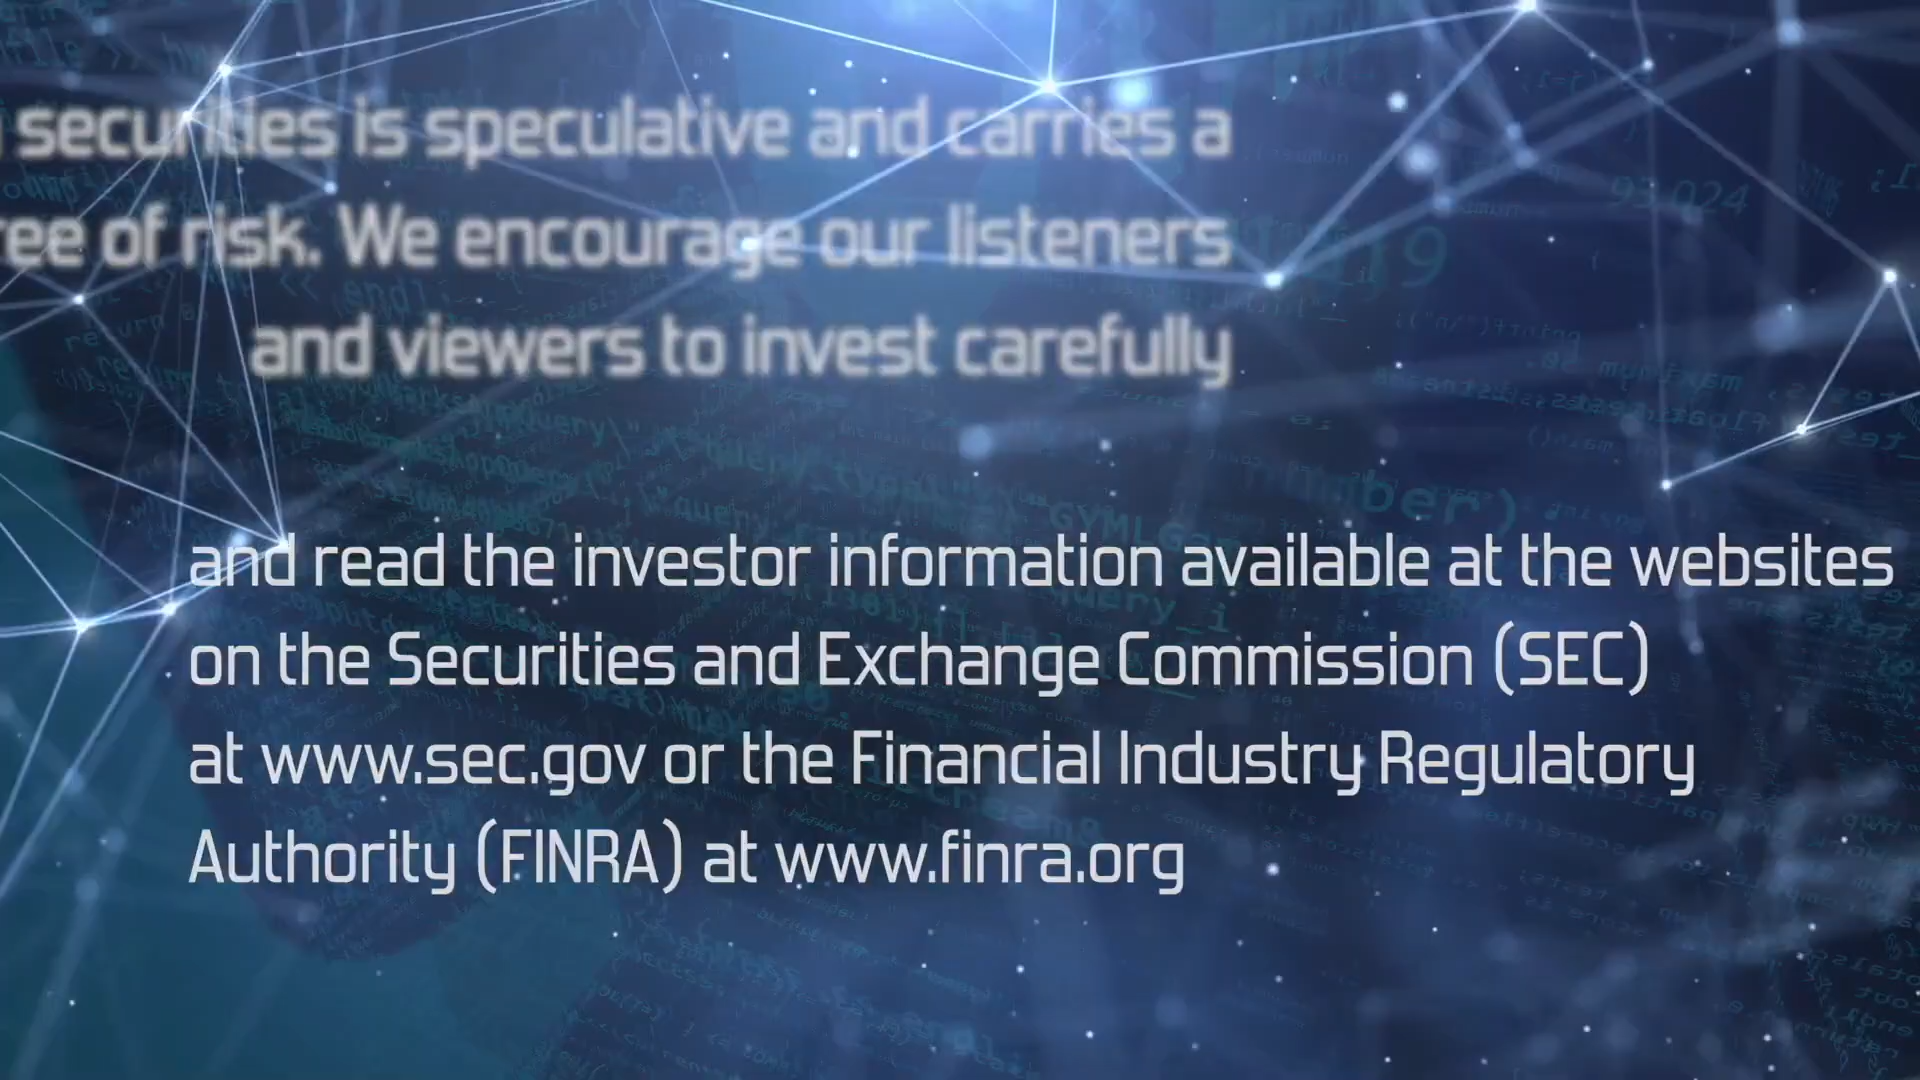 securities is speculative and carries a
of risk. We encourage our listeners
and viewers to invest carefully
and read the investor information available at the websites
on the Securities and Exchange Commission (SEC)
at www.sec.gov or the Financial Industry Regulatory
Authority (FINRA) at www.finra.org